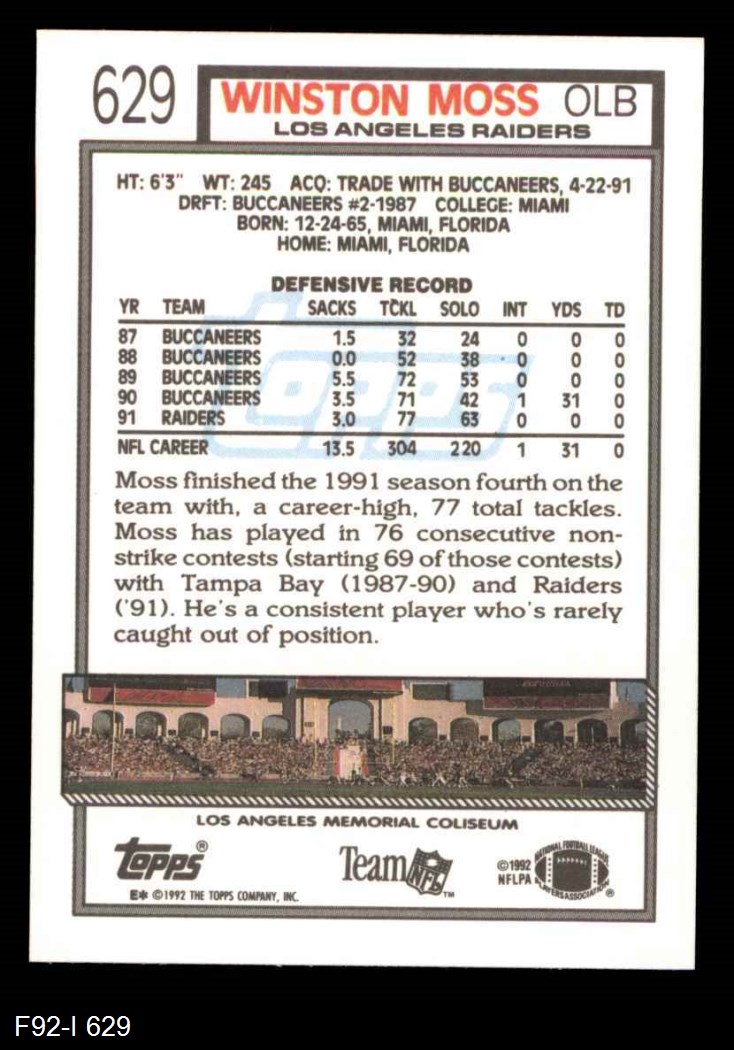 629 WINSTON MOSS OLB
LOS ANGELES RAIDERS
HT: 6'3" WT: 245 ACQ: TRADE WITH BUCCANEERS, 4-22-91
DRFT: BUCCANEERS #2-1987 COLLEGE: MIAMI
BORN: 12-24-65, MIAMI, FLORIDA
HOME: MIAMI, FLORIDA
DEFENSIVE RECORD
YR TEAM SACKS TCKL SOLO INT YDS TD
87 BUCCANEERS 1.5 32 24 0 0 0
88 BUCCANEERS 0.0 52 38 0 0 0
89 BUCCANEERS 5.5 72 53 0 0 0
90 BUCCANEERS 3.5 71 42 1 31 0
91 RAIDERS 3.0 77 63 0 0 0
NFL CAREER 13.5 304 220 1 31 0
topps
Moss finished the 1991 season fourth on the
team with, a career-high, 77 total tackles.
Moss has played in 76 consecutive non-
strike contests (starting 69 of those contests)
with Tampa Bay (1987-90) and Raiders
('91). He's a consistent player who's rarely
caught out of position.
LOS ANGELES MEMORIAL COLISEUM
topps®
Team NFL™
©1992
NFLPA
NATIONAL FOOTBALL LEAGUE
PLAYERS ASSOCIATION®
E* ©1992 THE TOPPS COMPANY, INC.
F92-I 629